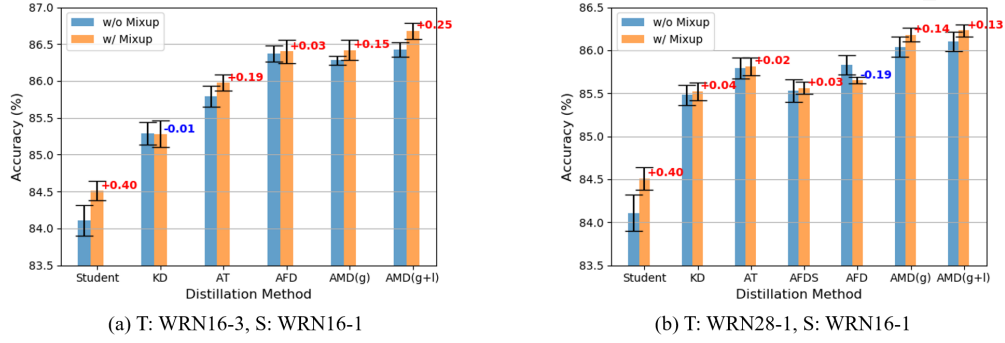 87.0
86.5
86.0
85.5
85.0
84.5
84.0
83.5
Accuracy (%)
w/o Mixup
w/ Mixup
+0.40
-0.01
+0.19
+0.03
+0.15
+0.25
Student KD AT AFD AMD(g) AMD(g+l)
Distillation Method
(a) T: WRN16-3, S: WRN16-1
86.5
86.0
85.5
85.0
84.5
84.0
83.5
Accuracy (%)
w/o Mixup
w/ Mixup
+0.40
+0.04
+0.02
+0.03
-0.19
+0.14
+0.13
Student KD AT AFDS AFD AMD(g) AMD(g+l)
Distillation Method
(b) T: WRN28-1, S: WRN16-1